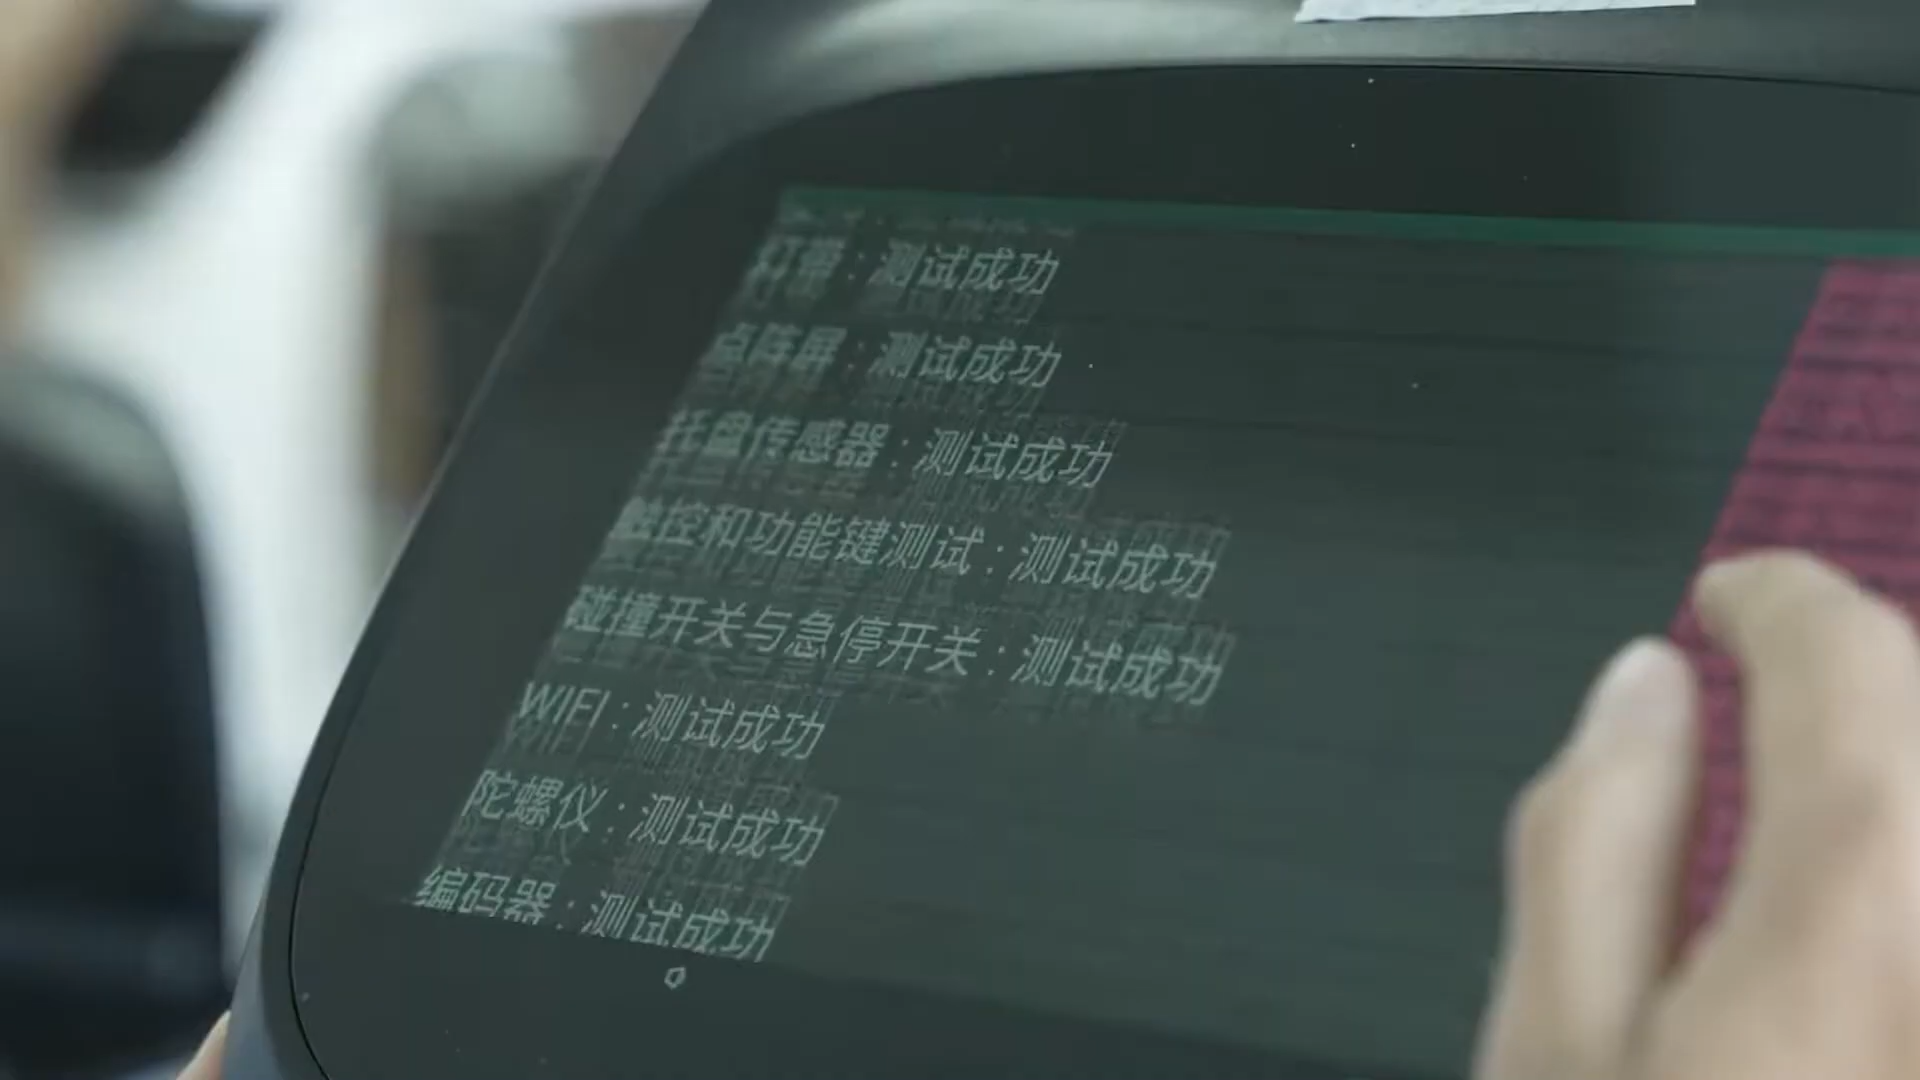 灯带：测试成功
点阵屏：测试成功
托盘传感器：测试成功
触控和功能键测试：测试成功
碰撞开关与急停开关：测试成功
WIFI：测试成功
陀螺仪：测试成功
编码器：测试成功